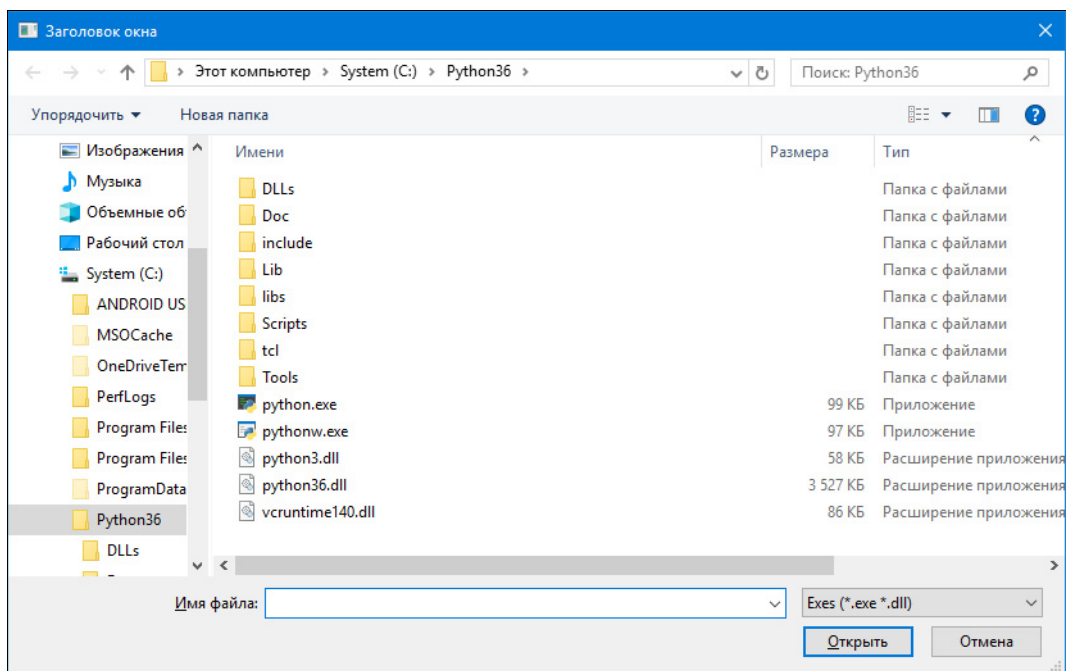 Заголовок окна
Этот компьютер › System (C:) › Python36 ›
Поиск: Python36
Упорядочить
Новая папка
Изображения
Музыка
Объемные об
Рабочий стол
System (C:)
ANDROID US
MSOCache
OneDriveTem
PerfLogs
Program Files
Program Files
ProgramData
Python36
DLLs
Имени Размера Тип
DLLs Папка с файлами
Doc Папка с файлами
include Папка с файлами
Lib Папка с файлами
libs Папка с файлами
Scripts Папка с файлами
tcl Папка с файлами
Tools Папка с файлами
python.exe 99 КБ Приложение
pythonw.exe 97 КБ Приложение
python3.dll 58 КБ Расширение приложения
python36.dll 3 527 КБ Расширение приложения
vcruntime140.dll 86 КБ Расширение приложения
Имя файла:
Exes (*.exe *.dll)
Открыть
Отмена